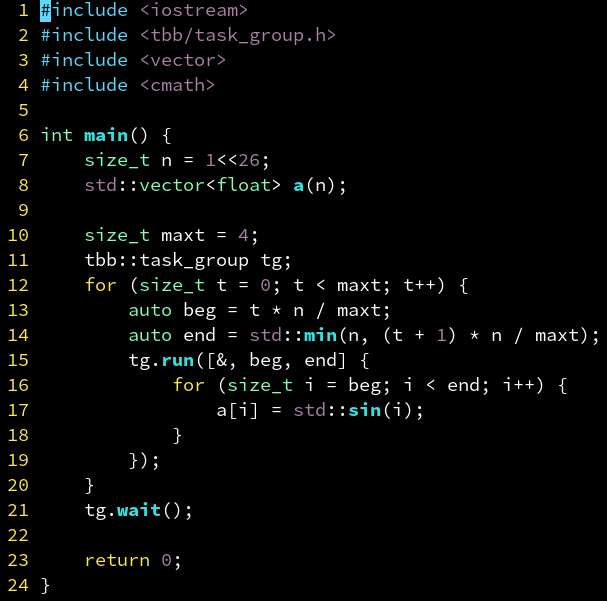 1 #include <iostream>
2 #include <tbb/task_group.h>
3 #include <vector>
4 #include <cmath>
5
6 int main() {
7     size_t n = 1<<26;
8     std::vector<float> a(n);
9
10     size_t maxt = 4;
11     tbb::task_group tg;
12     for (size_t t = 0; t < maxt; t++) {
13         auto beg = t * n / maxt;
14         auto end = std::min(n, (t + 1) * n / maxt);
15         tg.run([&, beg, end] {
16             for (size_t i = beg; i < end; i++) {
17                 a[i] = std::sin(i);
18             }
19         });
20     }
21     tg.wait();
22
23     return 0;
24 }